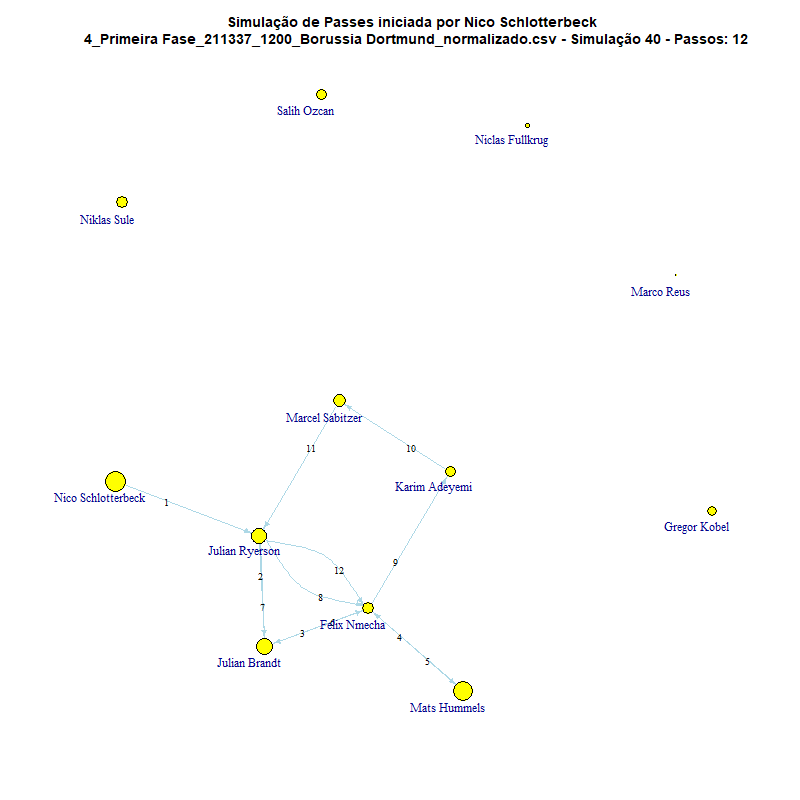 Simulação de Passes iniciada por Nico Schlotterbeck
4_Primeira Fase_211337_1200_Borussia Dortmund_normalizado.csv - Simulação 40 - Passos: 12
Salih Ozcan
Niclas Fullkrug
Niklas Sule
Marco Reus
Marcel Sabitzer
11
10
Karim Adeyemi
Nico Schlotterbeck
1
Gregor Kobel
Julian Ryerson
9
12
2
8
7
Felix Nmecha
3
4
Julian Brandt
5
Mats Hummels